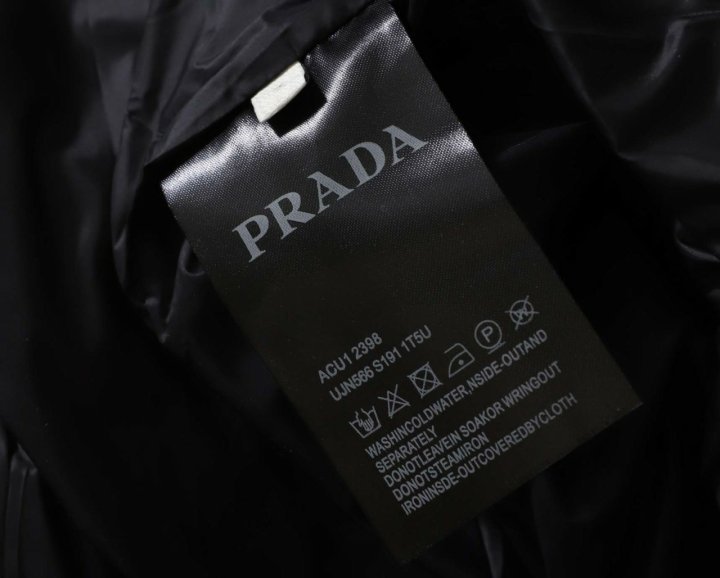 PRADA
ACU1 2398
UJN566 S191 1T5U
P
WASHINCOLDWATER,NSIDE-OUTAND
SEPARATELY
DONOTLEAVEIN SOAKOR WRINGOUT
DONOTSTEAMIRON
IRONINSDE-OUTCOVEREDBYCLOTH